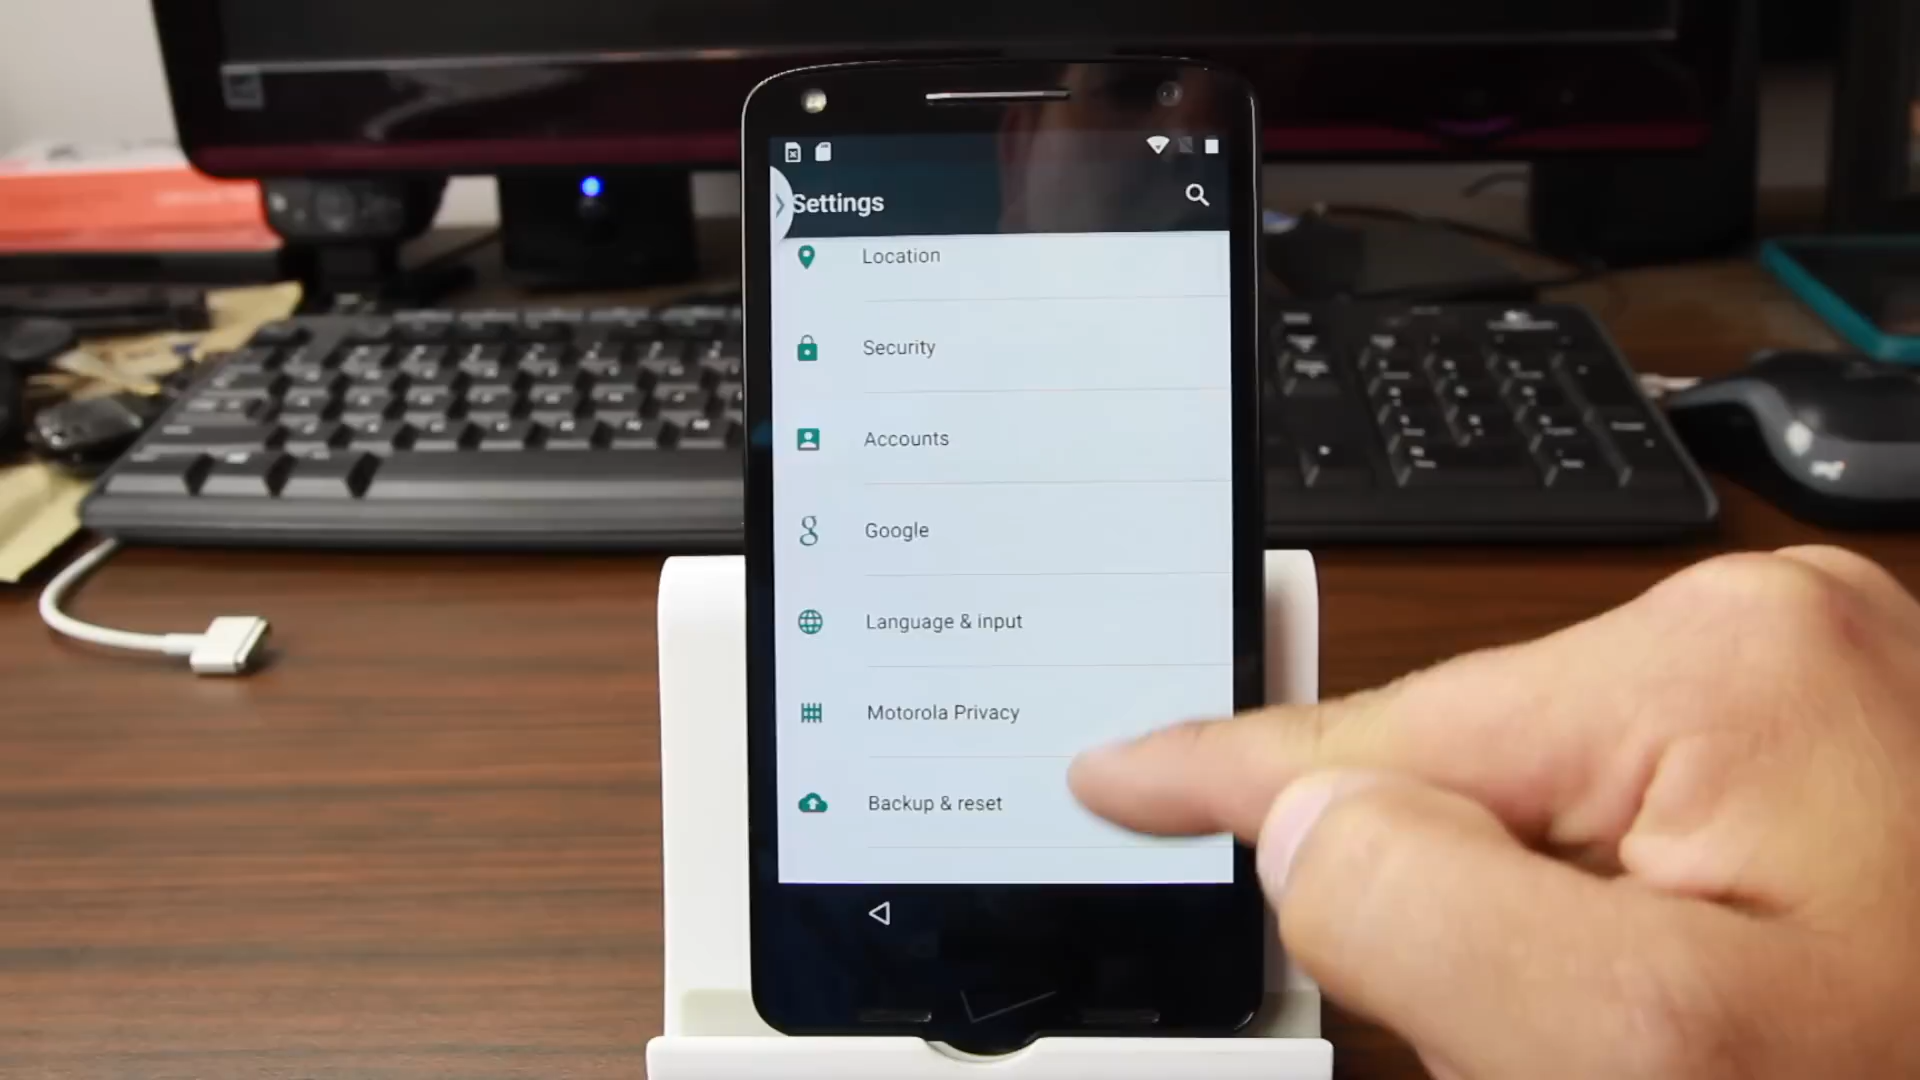 Settings
Location
Security
Accounts
Google
Language & input
Motorola Privacy
Backup & reset